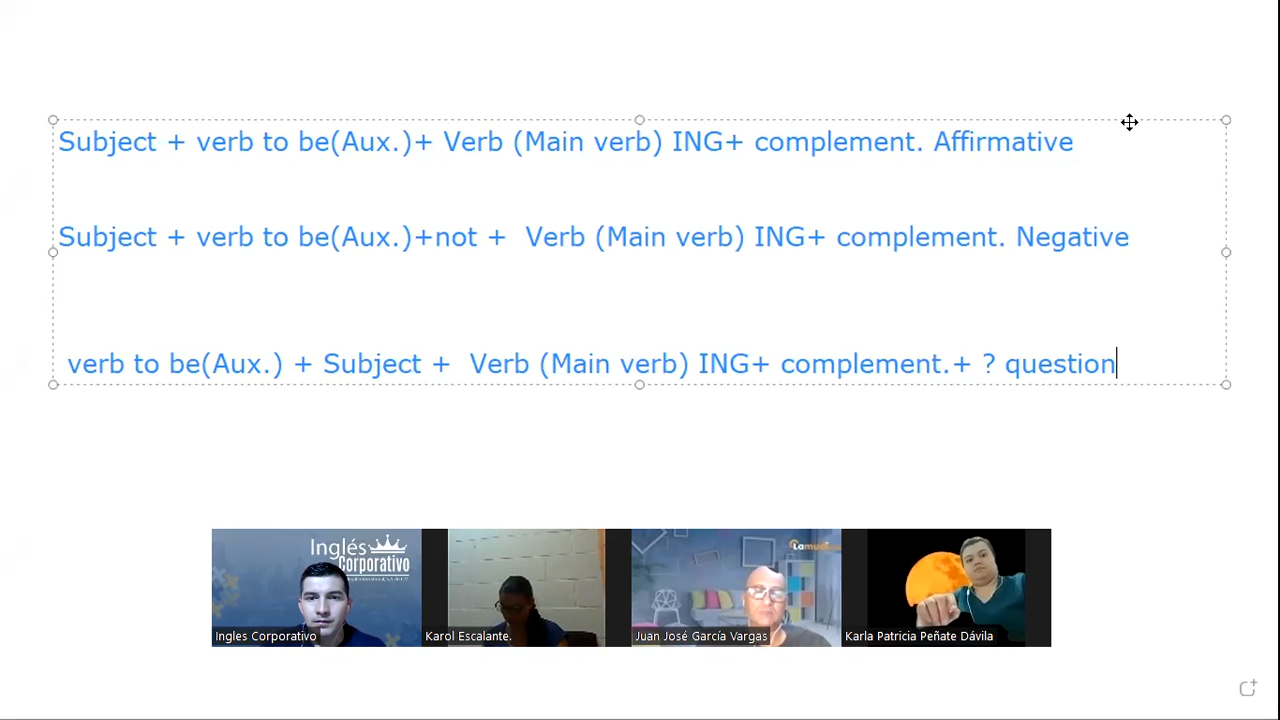 Subject + verb to be(Aux.)+ Verb (Main verb) ING+ complement. Affirmative
Subject + verb to be(Aux.)+not +  Verb (Main verb) ING+ complement. Negative
verb to be(Aux.) + Subject +  Verb (Main verb) ING+ complement.+ ? question
Inglés
Corporativo
Ingles Corporativo
Karol Escalante.
Juan José García Vargas
Karla Patricia Peñate Dávila